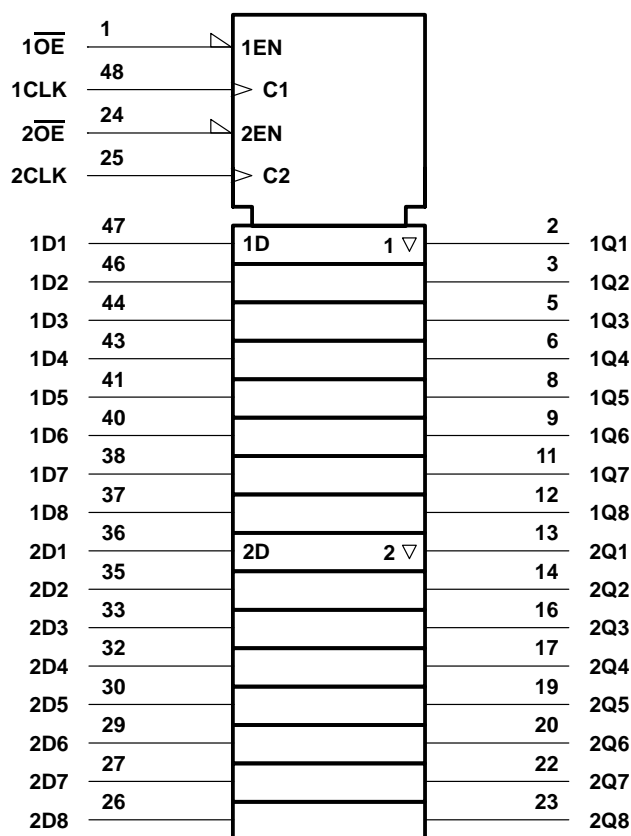 1O̅E̅ 1 1EN
1CLK 48 C1
2O̅E̅ 24 2EN
2CLK 25 C2
1D1 47 1D 1 ▽ 2 1Q1
1D2 46 3 1Q2
1D3 44 5 1Q3
1D4 43 6 1Q4
1D5 41 8 1Q5
1D6 40 9 1Q6
1D7 38 11 1Q7
1D8 37 12 1Q8
2D1 36 2D 2 ▽ 13 2Q1
2D2 35 14 2Q2
2D3 33 16 2Q3
2D4 32 17 2Q4
2D5 30 19 2Q5
2D6 29 20 2Q6
2D7 27 22 2Q7
2D8 26 23 2Q8